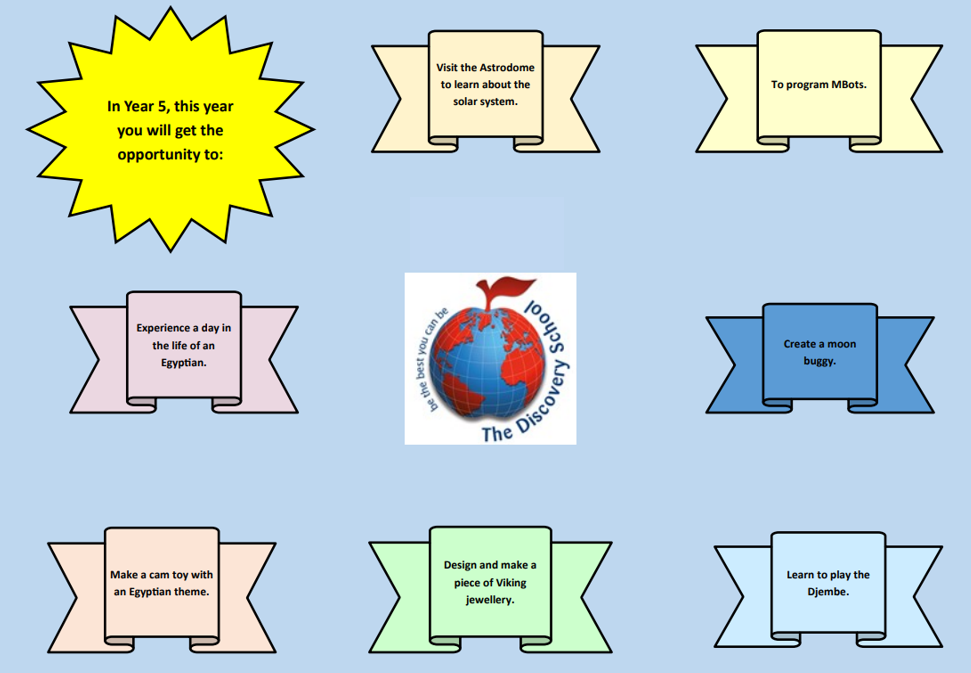 In Year 5, this year
you will get the
opportunity to:
Visit the Astrodome
to learn about the
solar system.
To program MBots.
Experience a day in
the life of an
Egyptian.
be the best you can be
The Discovery School
Create a moon
buggy.
Make a cam toy with
an Egyptian theme.
Design and make a
piece of Viking
jewellery.
Learn to play the
Djembe.